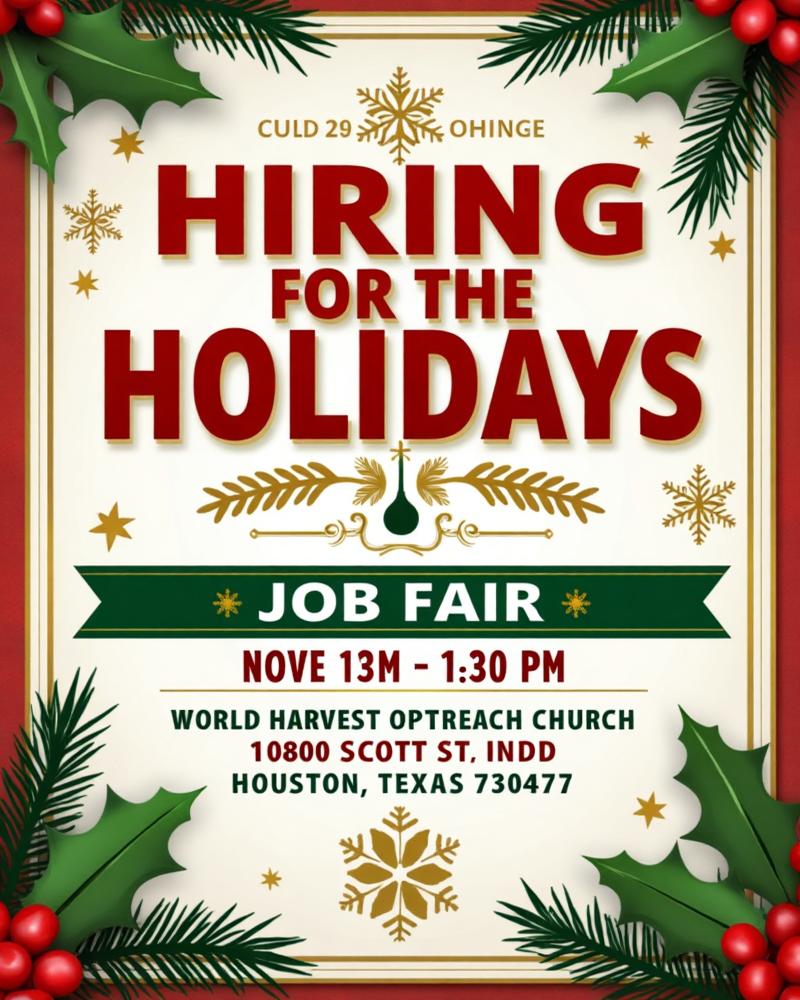 CULD 29 OHINGE
HIRING
FOR THE
HOLIDAYS
JOB FAIR
NOVE 13M - 1:30 PM
WORLD HARVEST OPTREACH CHURCH
10800 SCOTT ST, INDD
HOUSTON, TEXAS 730477